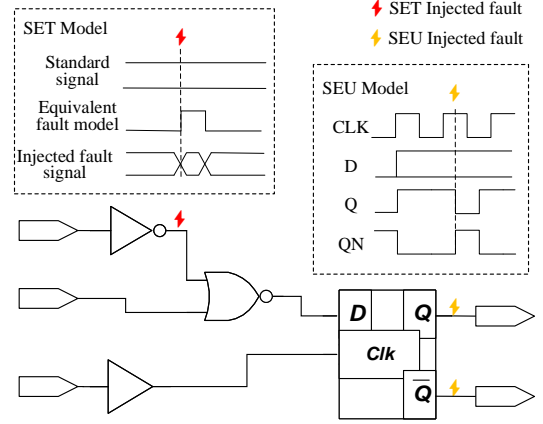 SET Model
Standard
signal
Equivalent
fault model
Injected fault
signal
SET Injected fault
SEU Injected fault
SEU Model
CLK
D
Q
QN
D
Q
Clk
Q̅